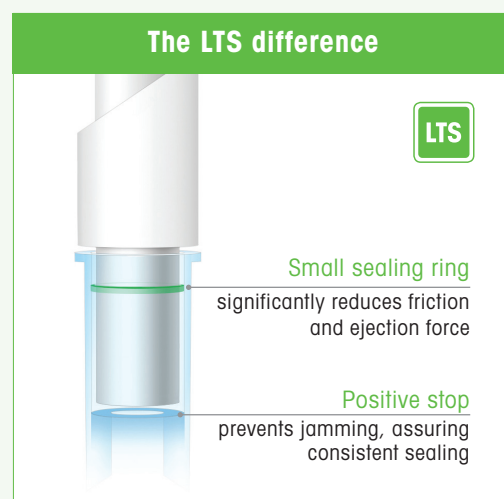 The LTS difference
LTS
Small sealing ring
significantly reduces friction
and ejection force
Positive stop
prevents jamming, assuring
consistent sealing